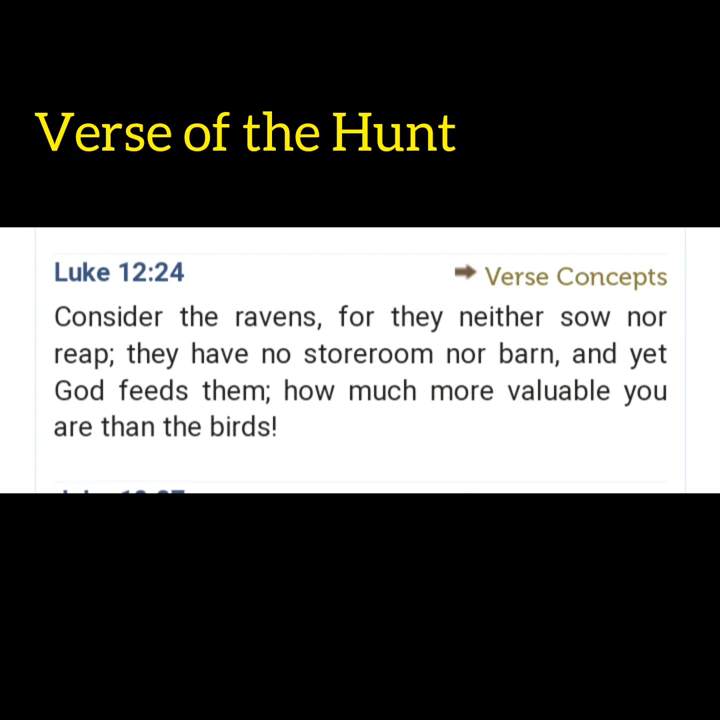 Verse of the Hunt
Luke 12:24
➡ Verse Concepts
Consider the ravens, for they neither sow nor
reap; they have no storeroom nor barn, and yet
God feeds them; how much more valuable you
are than the birds!